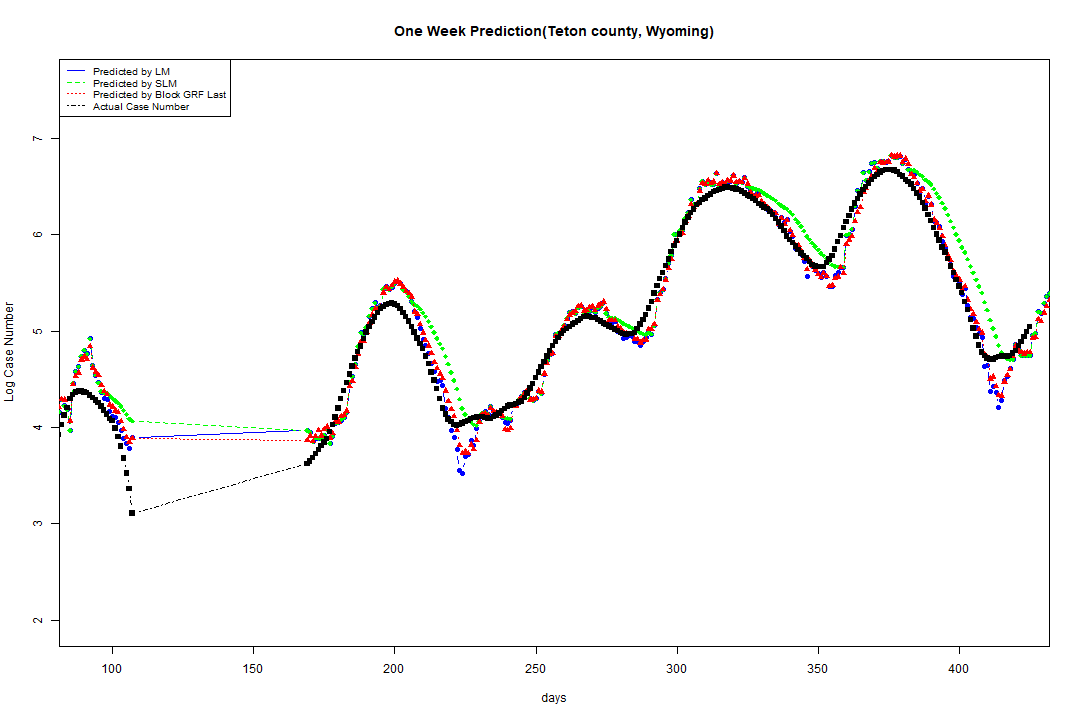 One Week Prediction(Teton county, Wyoming)
Predicted by LM
Predicted by SLM
Predicted by Block GRF Last
Actual Case Number
7
6
5
4
3
2
Log Case Number
100 150 200 250 300 350 400
days